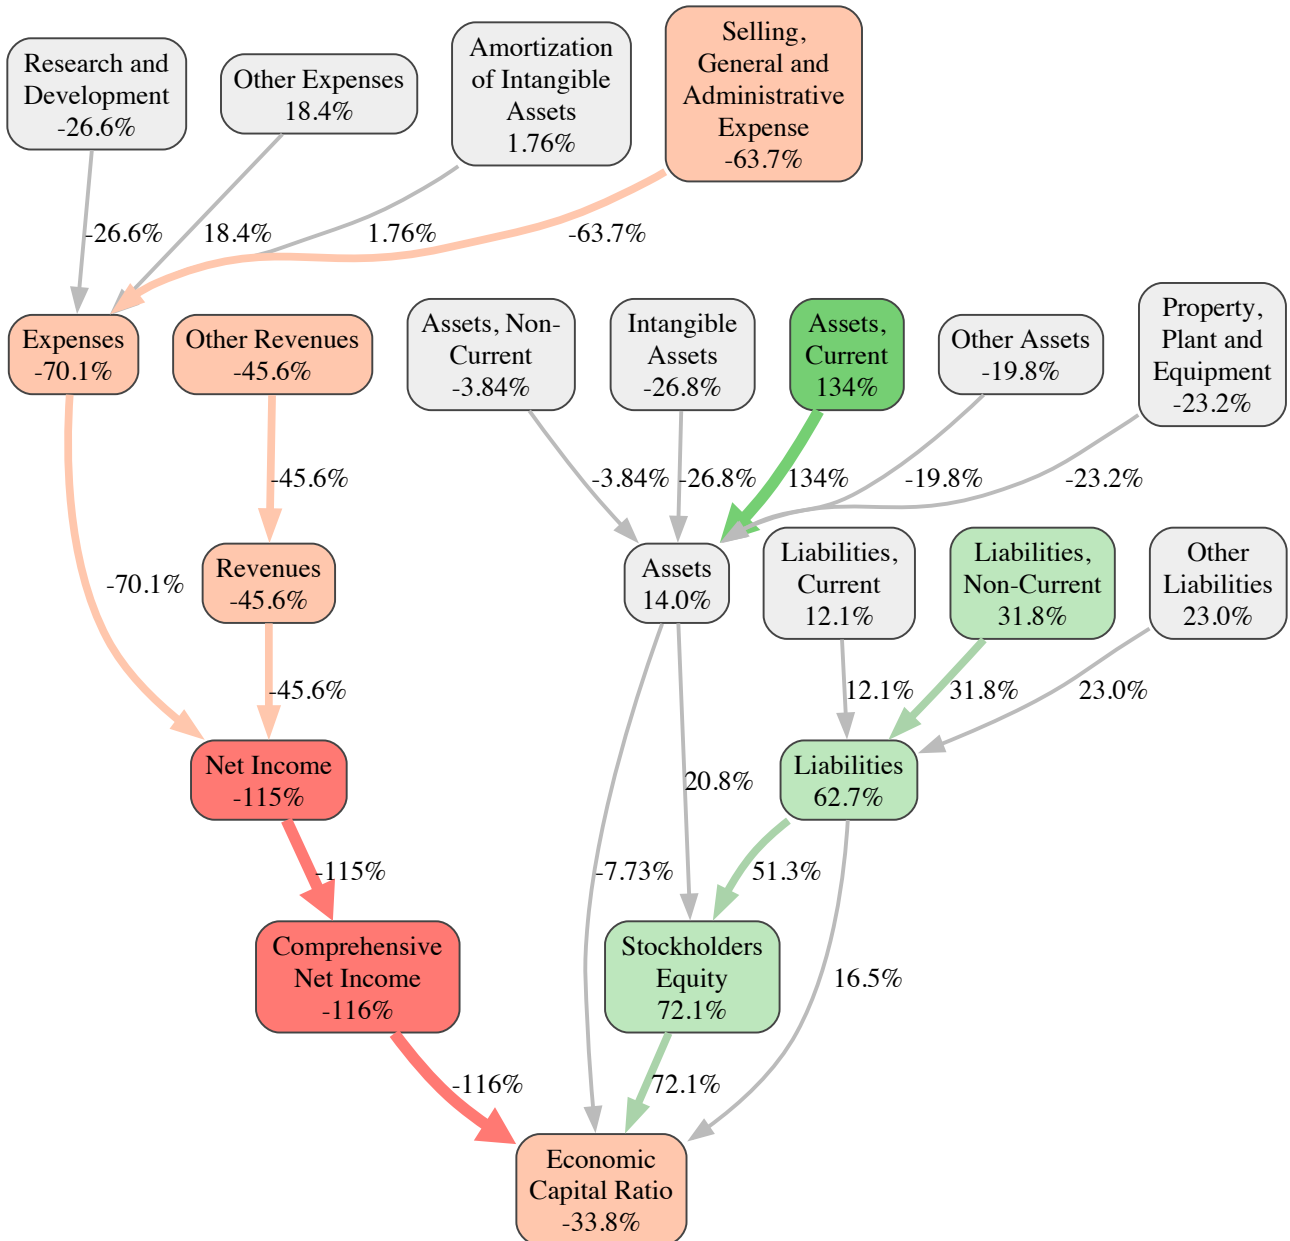 Research and
Development
-26.6%
Other Expenses
18.4%
Amortization
of Intangible
Assets
1.76%
Selling,
General and
Administrative
Expense
-63.7%
-26.6%
18.4%
1.76%
-63.7%
Expenses
-70.1%
Other Revenues
-45.6%
Assets, Non-
Current
-3.84%
Intangible
Assets
-26.8%
Assets,
Current
134%
Other Assets
-19.8%
Property,
Plant and
Equipment
-23.2%
-45.6%
-3.84%
-26.8%
134%
-19.8%
-23.2%
-70.1%
Revenues
-45.6%
Assets
14.0%
Liabilities,
Current
12.1%
Liabilities,
Non-Current
31.8%
Other
Liabilities
23.0%
-45.6%
12.1%
31.8%
23.0%
Net Income
-115%
20.8%
Liabilities
62.7%
-115%
-7.73%
51.3%
Comprehensive
Net Income
-116%
Stockholders
Equity
72.1%
16.5%
-116%
72.1%
Economic
Capital Ratio
-33.8%